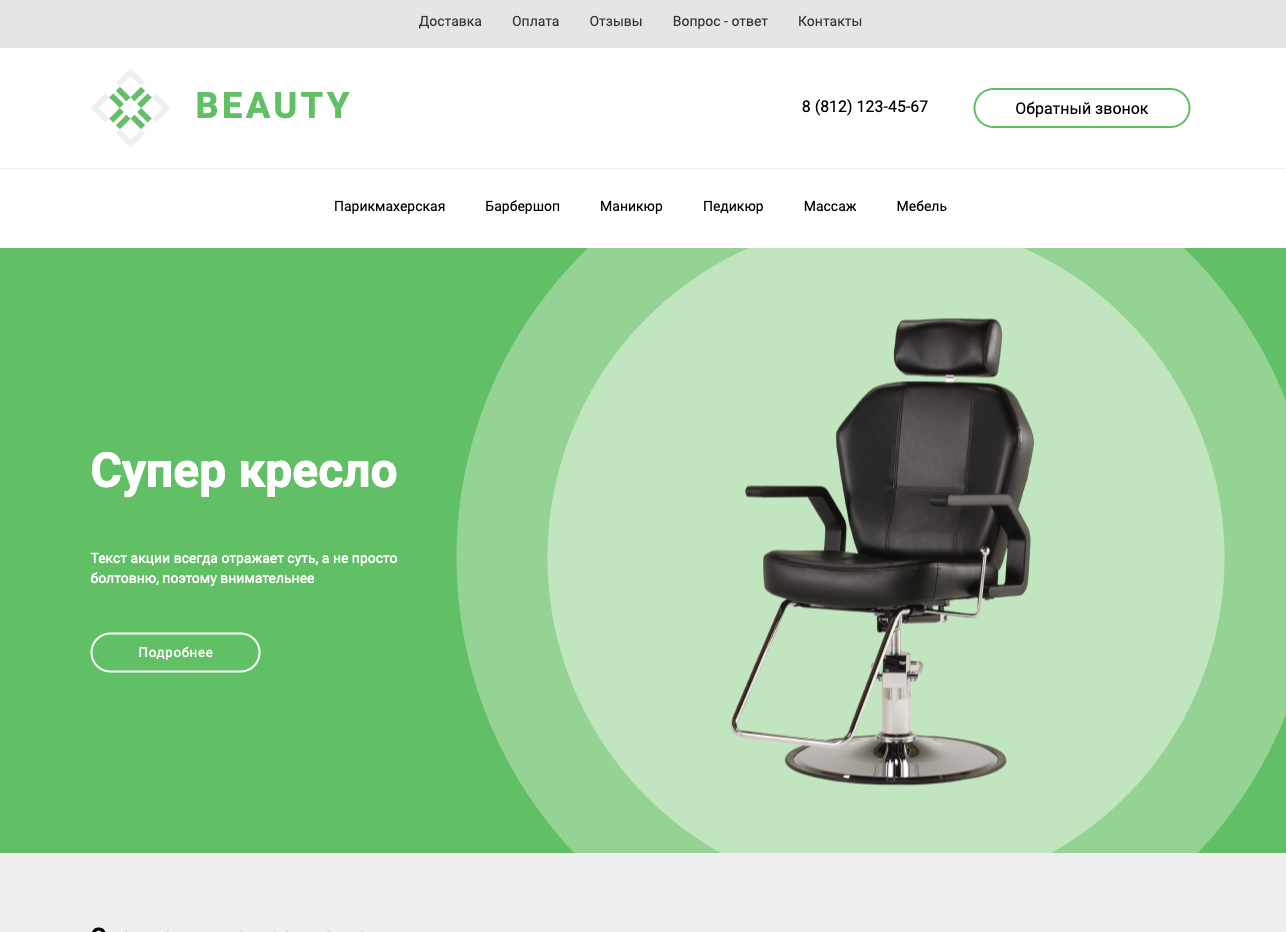 Доставка Оплата Отзывы Вопрос - ответ Контакты
BEAUTY
8 (812) 123-45-67
Обратный звонок
Парикмахерская Барбершоп Маникюр Педикюр Массаж Мебель
Супер кресло
Текст акции всегда отражает суть, а не просто
болтовню, поэтому внимательнее
Подробнее